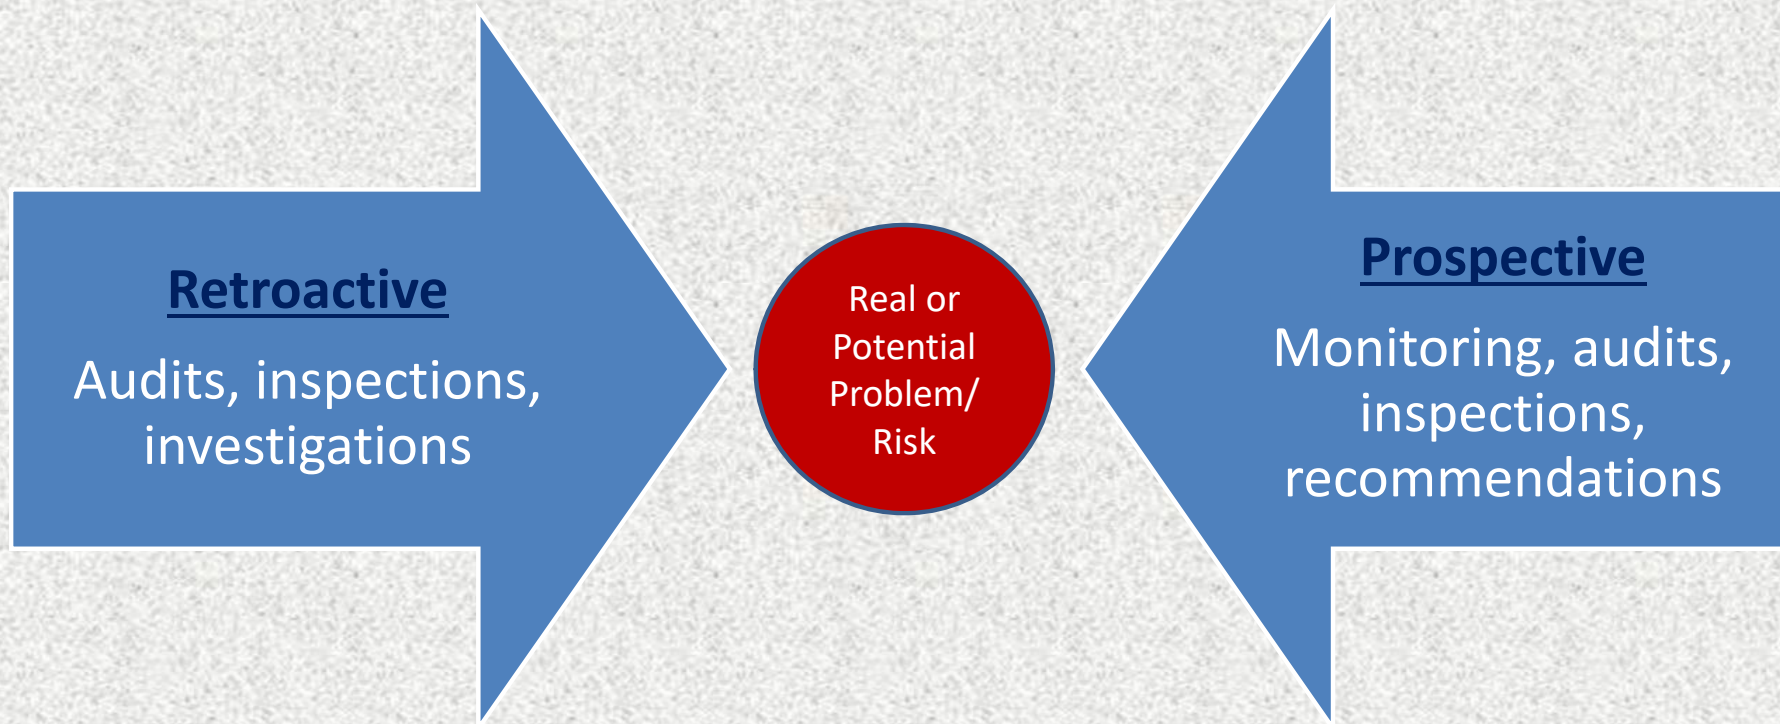 Retroactive
Audits, inspections,
investigations
Real or
Potential
Problem/
Risk
Prospective
Monitoring, audits,
inspections,
recommendations